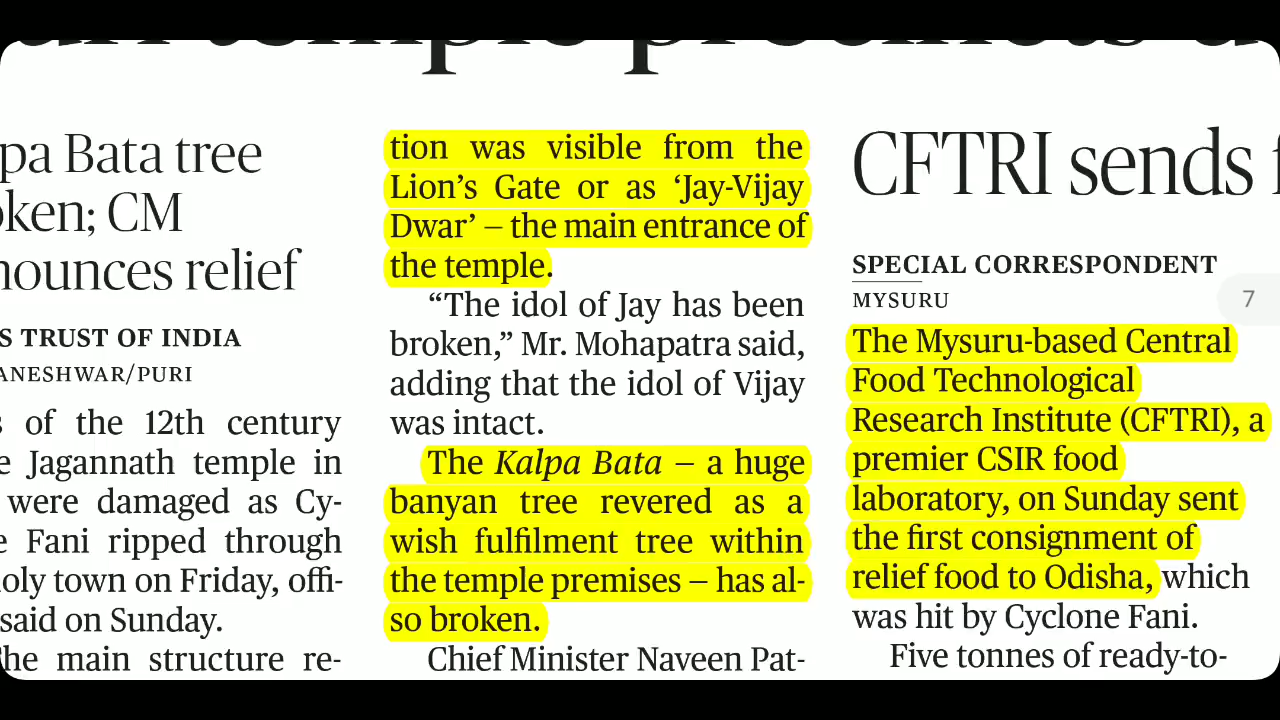 pa Bata tree
ken; CM
nounces relief
S TRUST OF INDIA
ANESHWAR/PURI
of the 12th century
Jagannath temple in
were damaged as Cy-
Fani ripped through
oly town on Friday, offi-
said on Sunday.
he main structure re-
tion was visible from the
Lion’s Gate or as ‘Jay-Vijay
Dwar’ – the main entrance of
the temple.
“The idol of Jay has been
broken,” Mr. Mohapatra said,
adding that the idol of Vijay
was intact.
The Kalpa Bata – a huge
banyan tree revered as a
wish fulfilment tree within
the temple premises – has al-
so broken.
Chief Minister Naveen Pat-
CFTRI sends
SPECIAL CORRESPONDENT
MYSURU
7
The Mysuru-based Central
Food Technological
Research Institute (CFTRI), a
premier CSIR food
laboratory, on Sunday sent
the first consignment of
relief food to Odisha, which
was hit by Cyclone Fani.
Five tonnes of ready-to-